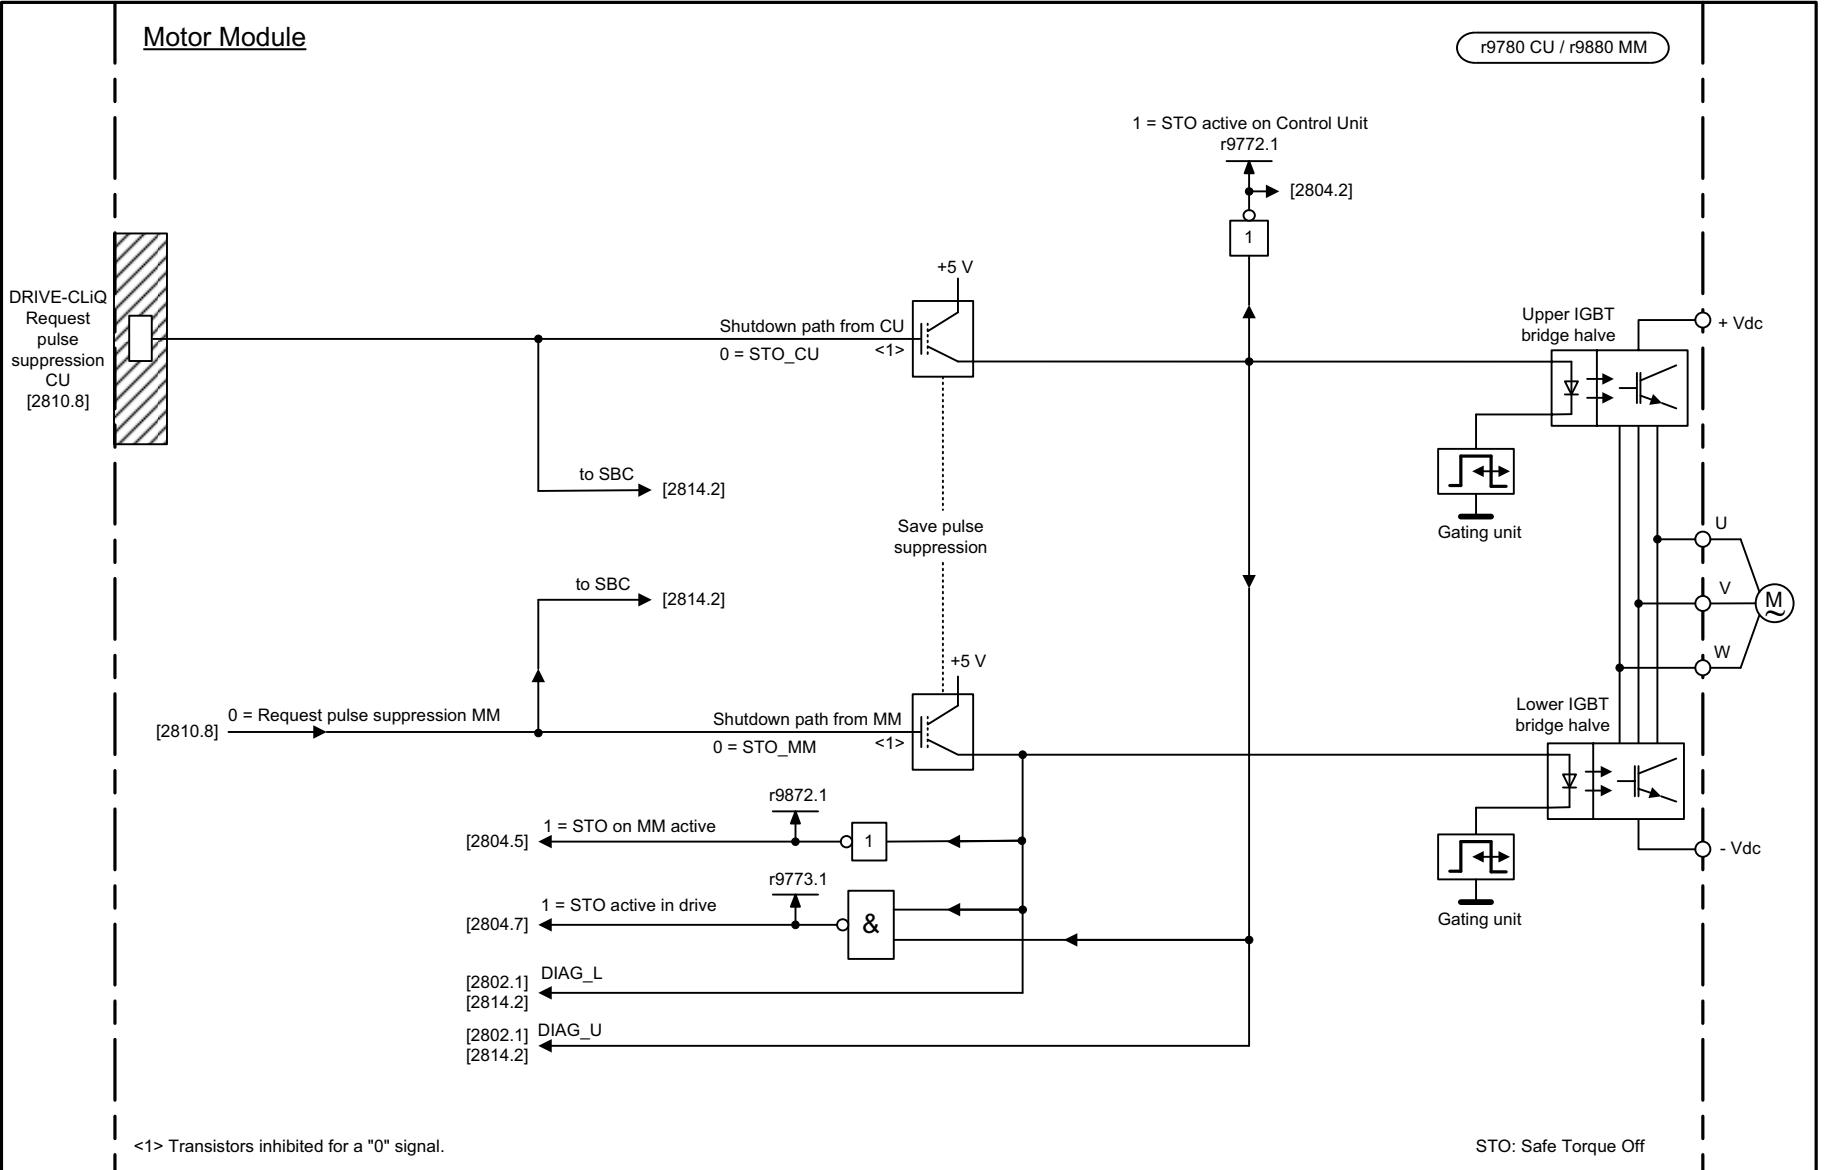 Motor Module
r9780 CU / r9880 MM
1 = STO active on Control Unit
r9772.1
[2804.2]
1
DRIVE-CLiQ
Request
pulse
suppression
CU
[2810.8]
+5 V
Shutdown path from CU
0 = STO_CU
<1>
Upper IGBT
bridge halve
+ Vdc
to SBC
[2814.2]
Gating unit
Save pulse
suppression
to SBC
[2814.2]
U
V
M
~
W
+5 V
[2810.8]
0 = Request pulse suppression MM
Shutdown path from MM
0 = STO_MM
<1>
Lower IGBT
bridge halve
r9872.1
[2804.5]
1 = STO on MM active
1
- Vdc
r9773.1
[2804.7]
1 = STO active in drive
&
Gating unit
[2802.1]
[2814.2]
DIAG_L
[2802.1]
[2814.2]
DIAG_U
<1> Transistors inhibited for a "0" signal.
STO: Safe Torque Off